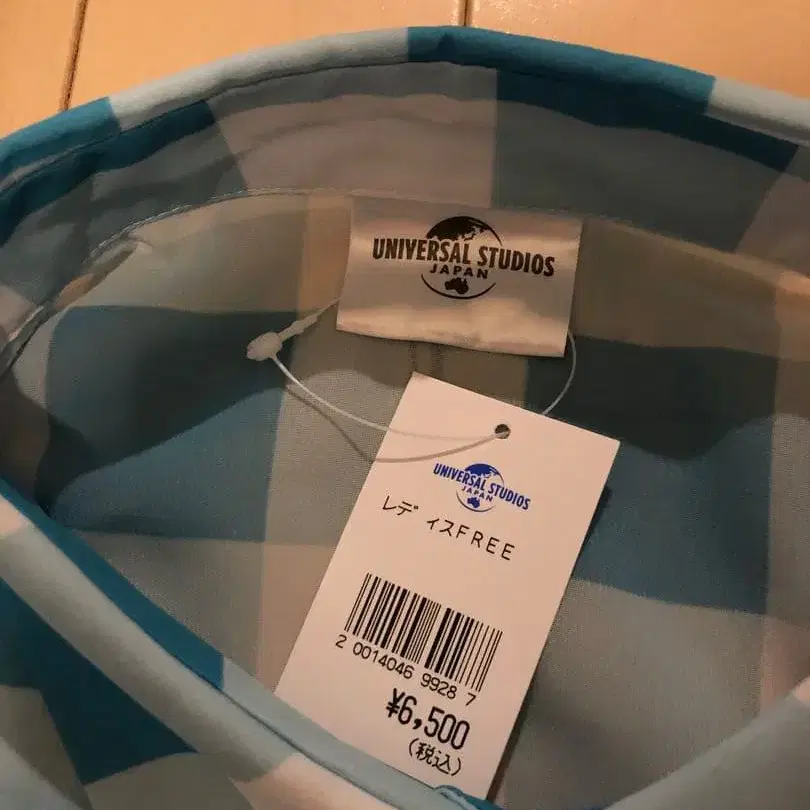 UNIVERSAL STUDIOS
JAPAN
UNIVERSAL STUDIOS
JAPAN
レディスFREE
2 0014046 9928 7
¥6,500
(税込)